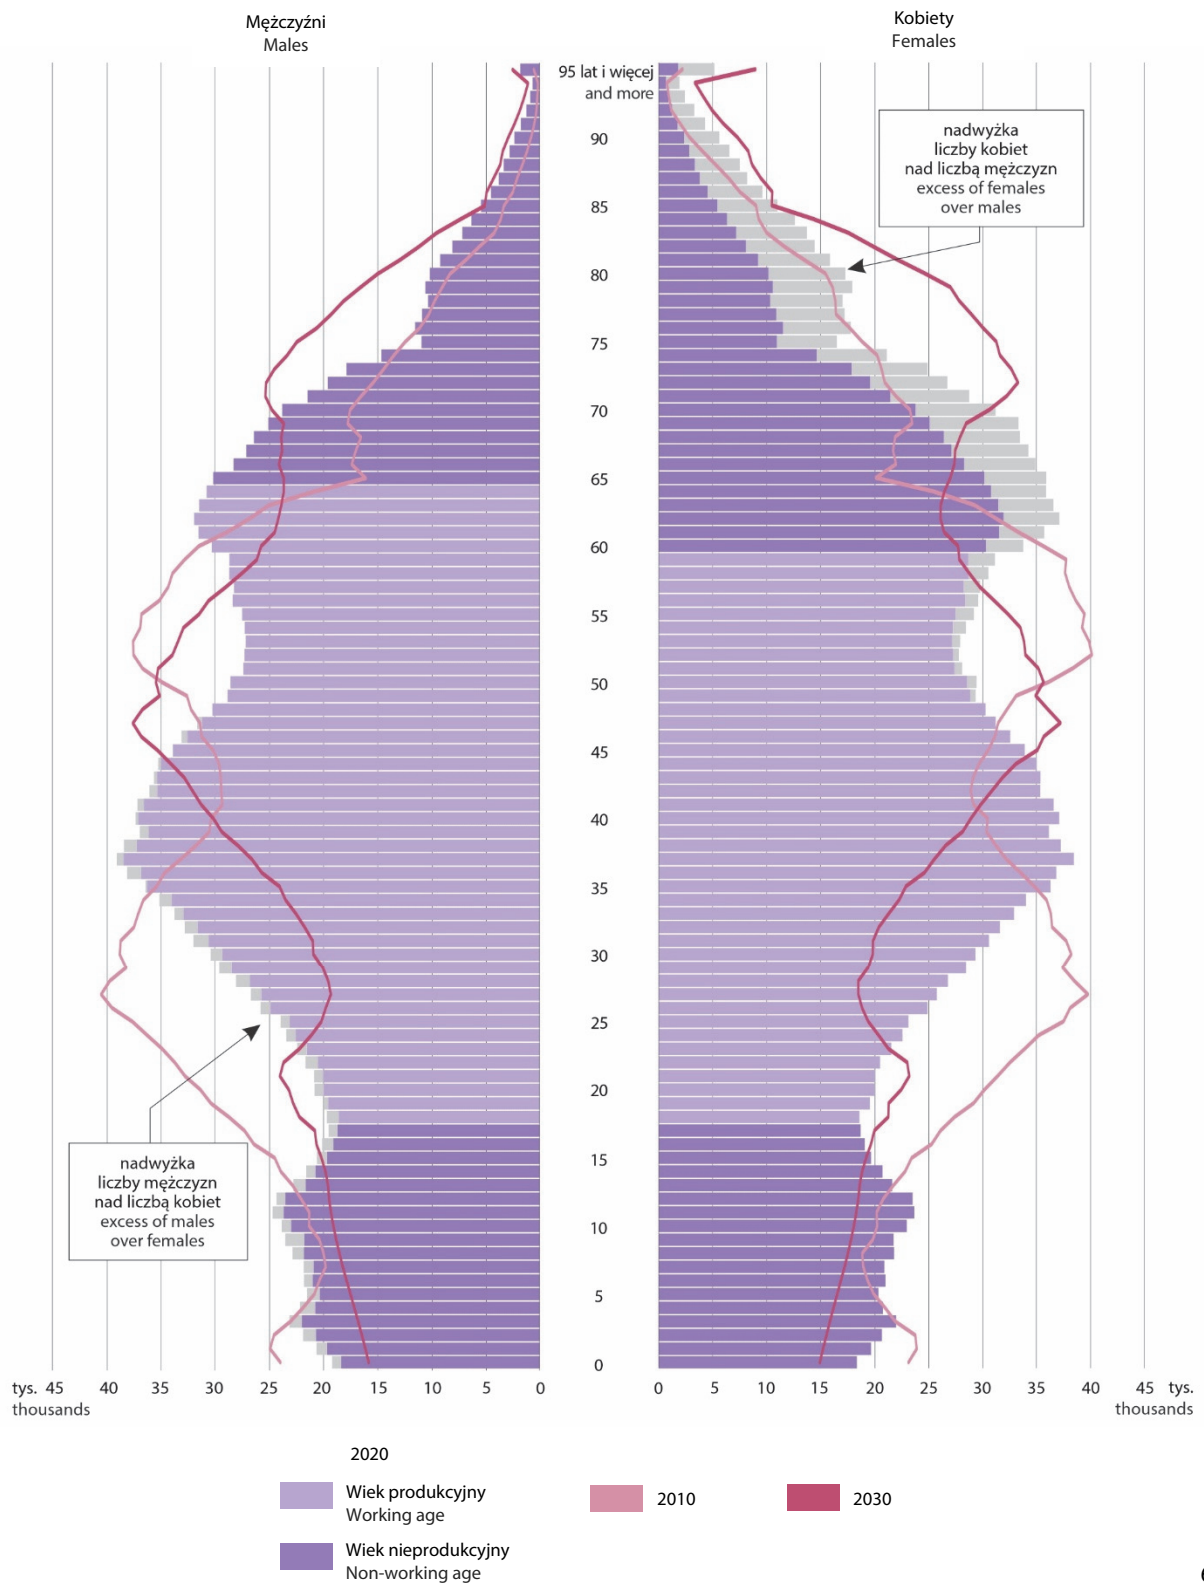 Mężczyźni
Males
Kobiety
Females
95 lat i więcej
and more
90
85
80
75
70
65
60
55
50
45
40
35
30
25
20
15
10
5
0
nadwyżka
liczby kobiet
nad liczbą mężczyzn
excess of females
over males
nadwyżka
liczby mężczyzn
nad liczbą kobiet
excess of males
over females
tys. 45 40 35 30 25 20 15 10 5 0
thousands
0 5 10 15 20 25 30 35 40 45 tys.
thousands
2020
Wiek produkcyjny
Working age
2010
2030
Wiek nieprodukcyjny
Non-working age